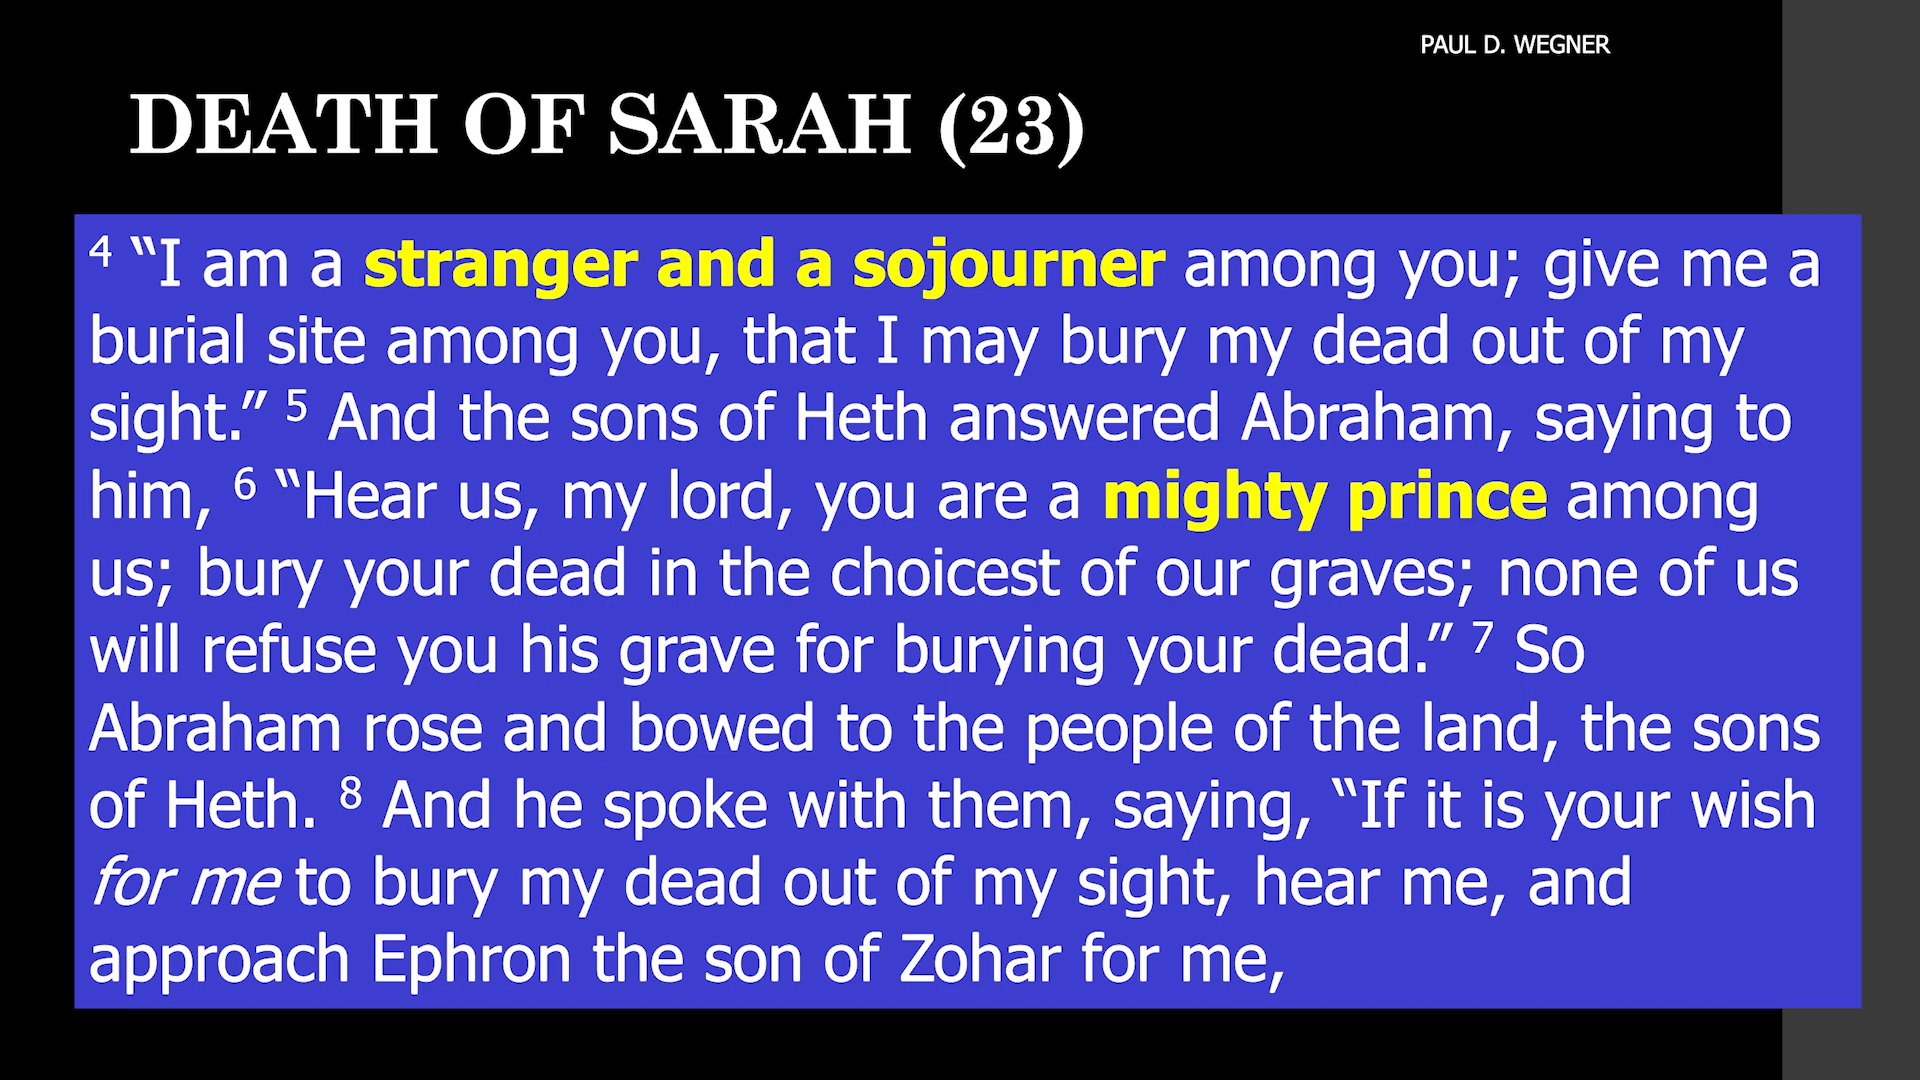 PAUL D. WEGNER
DEATH OF SARAH (23)
4 “I am a stranger and a sojourner among you; give me a
burial site among you, that I may bury my dead out of my
sight.” 5 And the sons of Heth answered Abraham, saying to
him, 6 “Hear us, my lord, you are a mighty prince among
us; bury your dead in the choicest of our graves; none of us
will refuse you his grave for burying your dead.” 7 So
Abraham rose and bowed to the people of the land, the sons
of Heth. 8 And he spoke with them, saying, “If it is your wish
for me to bury my dead out of my sight, hear me, and
approach Ephron the son of Zohar for me,